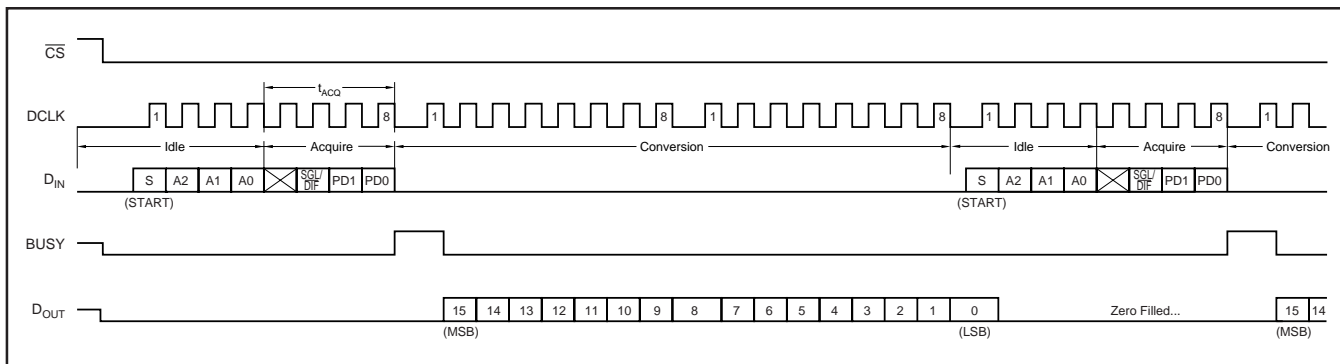 CS
tACQ
DCLK 1 8 1 8 1 8 1 8 1
Idle Acquire Conversion Idle Acquire Conversion
DIN S A2 A1 A0 SGL/DIF PD1 PD0 S A2 A1 A0 SGL/DIF PD1 PD0
(START) (START)
BUSY
DOUT 15 14 13 12 11 10 9 8 7 6 5 4 3 2 1 0 Zero Filled... 15 14
(MSB) (LSB) (MSB)